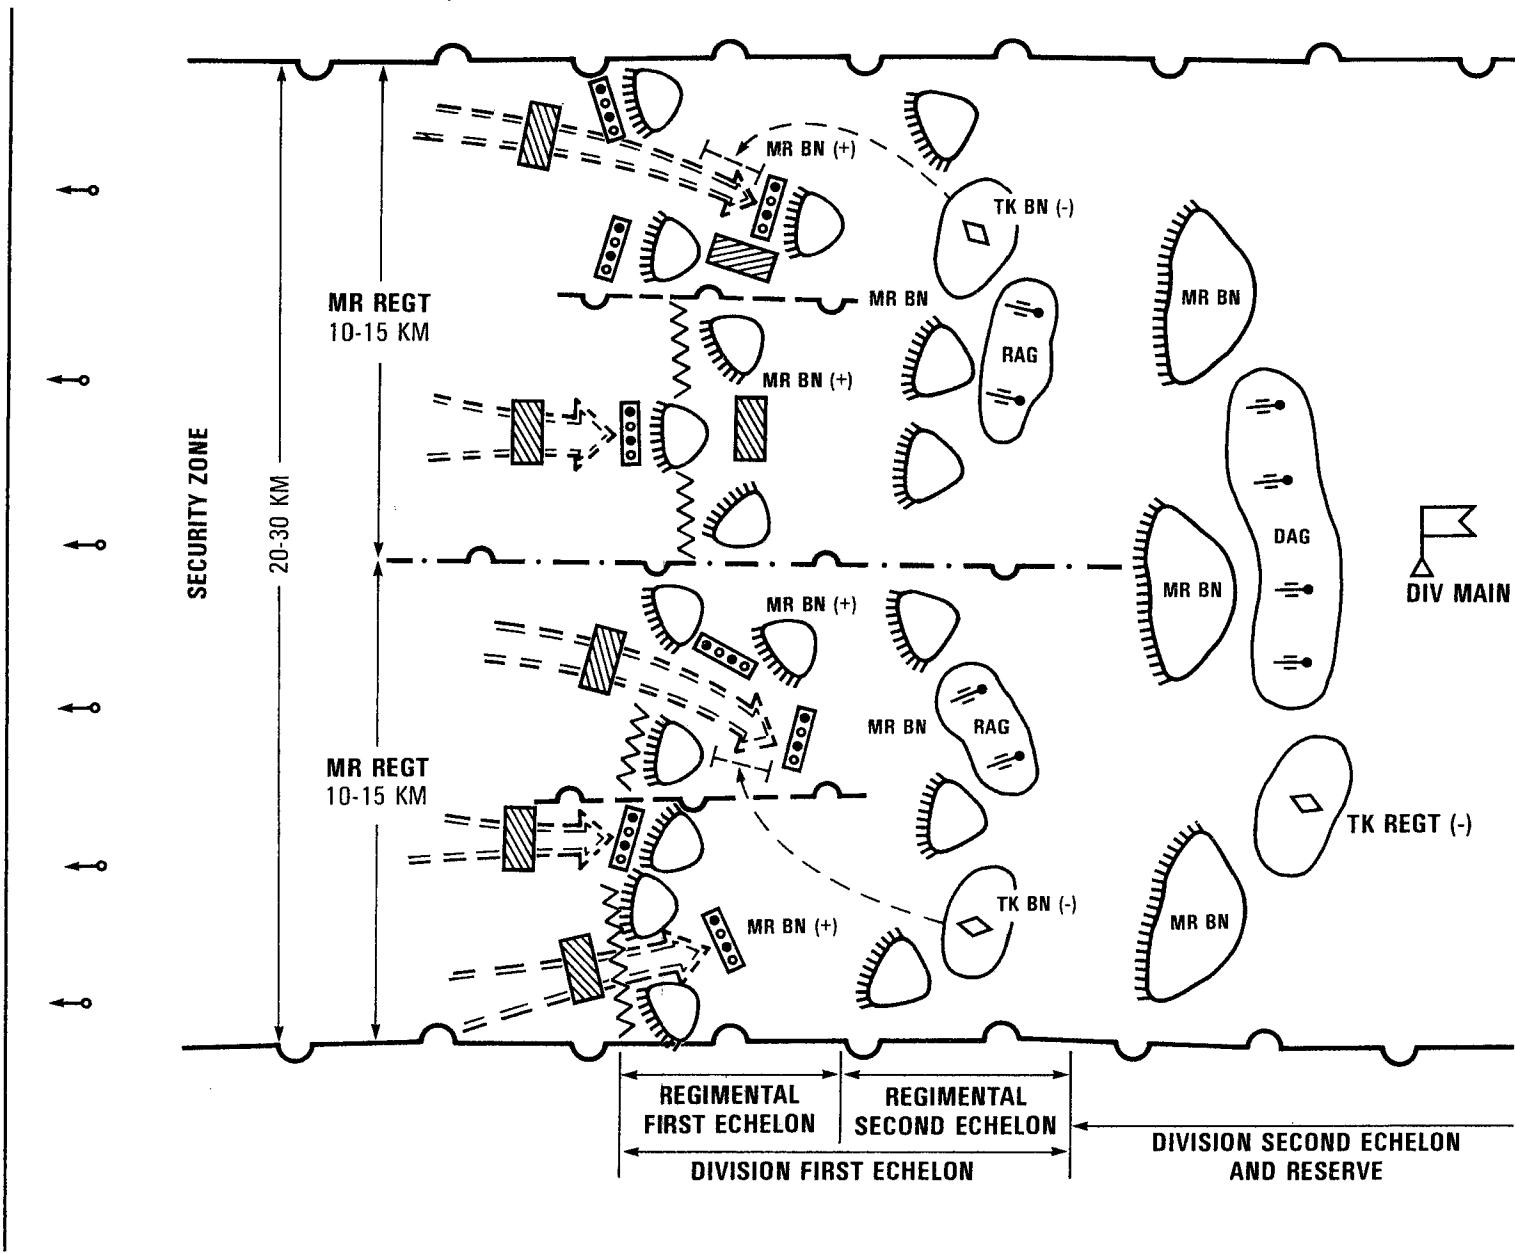 MR BN (+)
TK BN (-)
MR REGT
10-15 KM
MR BN
MR BN
RAG
MR BN (+)
SECURITY ZONE
20-30 KM
DAG
MR BN
DIV MAIN
MR BN (+)
MR BN
RAG
MR REGT
10-15 KM
TK REGT (-)
TK BN (-)
MR BN (+)
MR BN
REGIMENTAL
FIRST ECHELON
REGIMENTAL
SECOND ECHELON
DIVISION FIRST ECHELON
DIVISION SECOND ECHELON
AND RESERVE